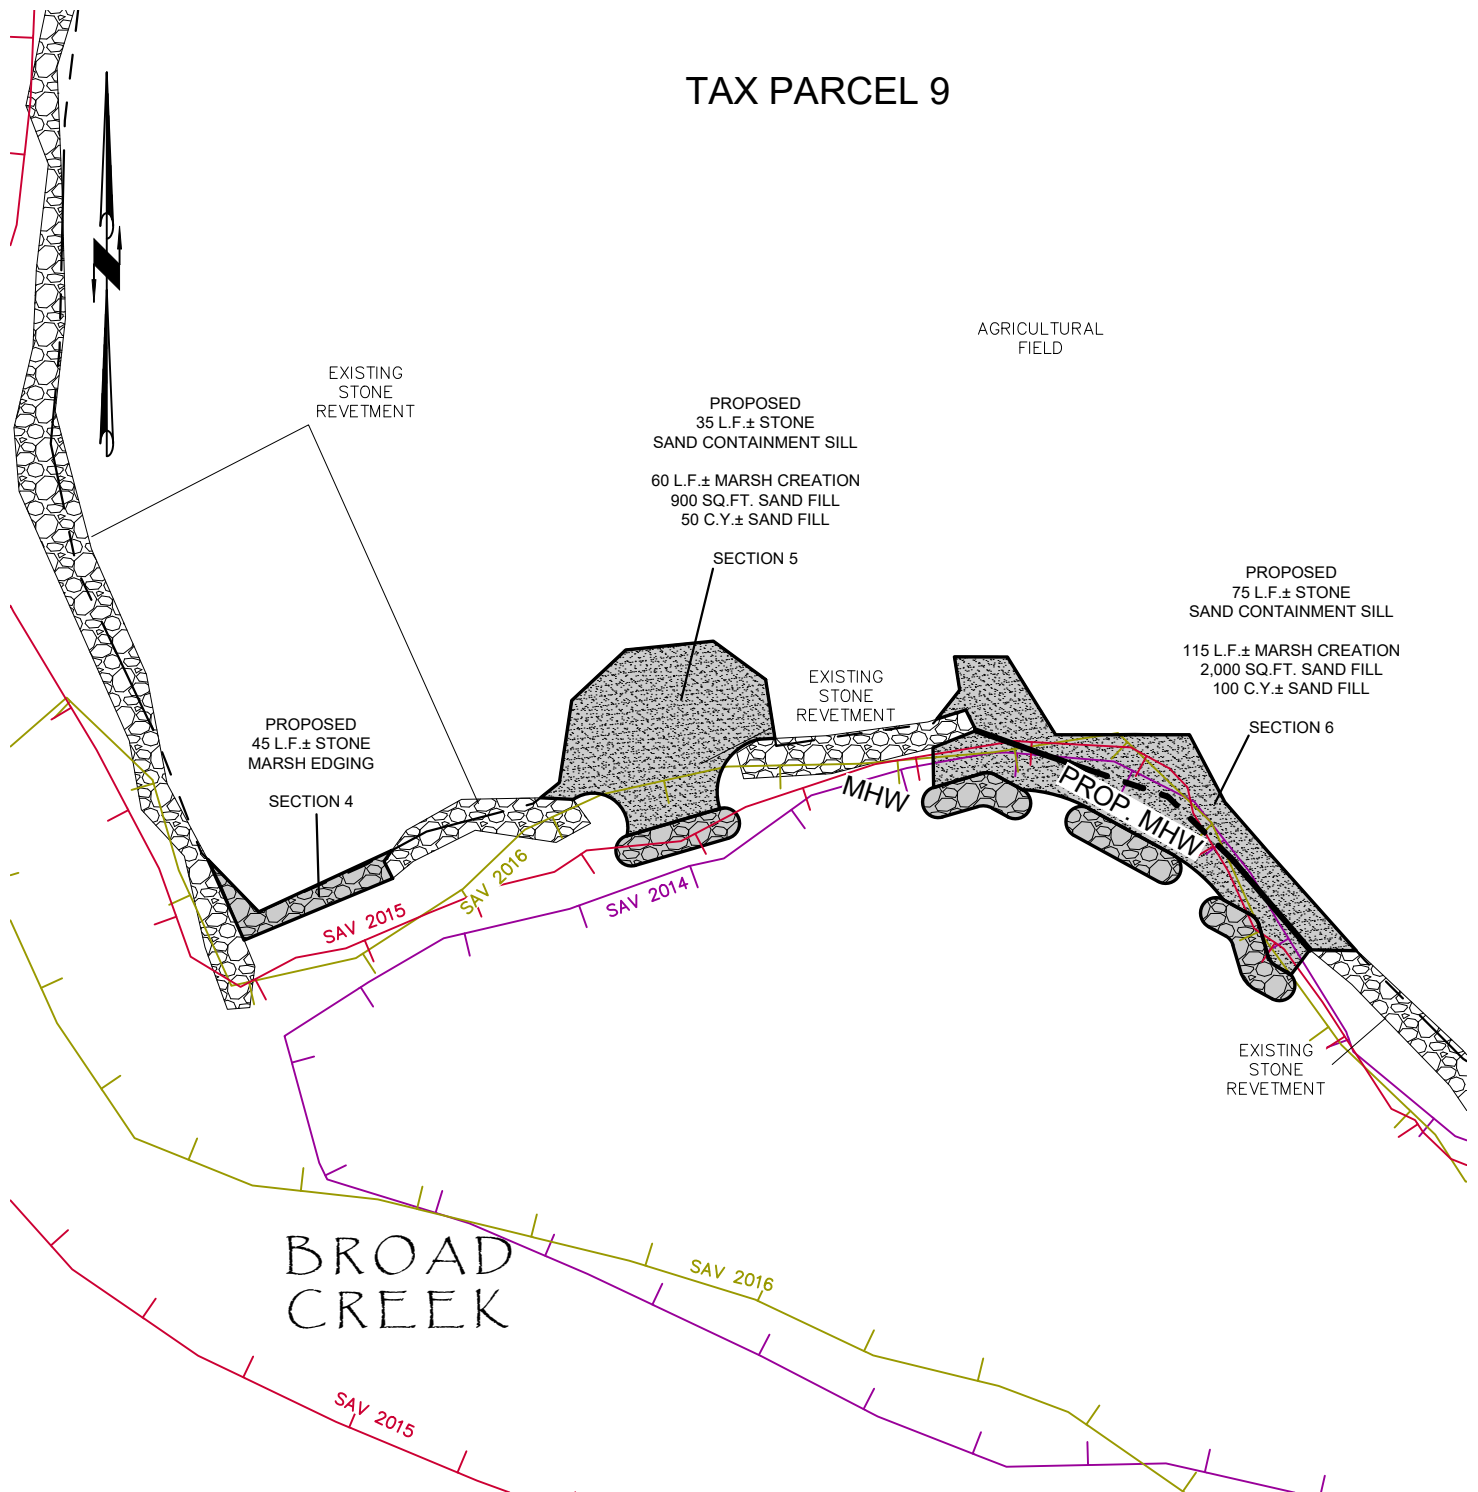 TAX PARCEL 9
AGRICULTURAL
FIELD
EXISTING
STONE
REVETMENT
PROPOSED
35 L.F.± STONE
SAND CONTAINMENT SILL
60 L.F.± MARSH CREATION
900 SQ.FT. SAND FILL
50 C.Y.± SAND FILL
SECTION 5
PROPOSED
75 L.F.± STONE
SAND CONTAINMENT SILL
115 L.F.± MARSH CREATION
2,000 SQ.FT. SAND FILL
100 C.Y.± SAND FILL
SECTION 6
EXISTING
STONE
REVETMENT
PROPOSED
45 L.F.± STONE
MARSH EDGING
SECTION 4
MHW
PROP. MHW
SAV 2016
SAV 2015
SAV 2014
EXISTING
STONE
REVETMENT
BROAD
CREEK
SAV 2016
SAV 2015
N